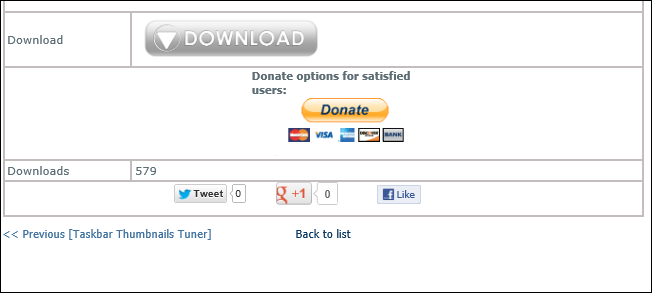 Download
DOWNLOAD
Donate options for satisfied
users:
Donate
VISA
DISCOVER
BANK
Downloads 579
Tweet 0 g +1 0 f Like
<< Previous [Taskbar Thumbnails Tuner] Back to list